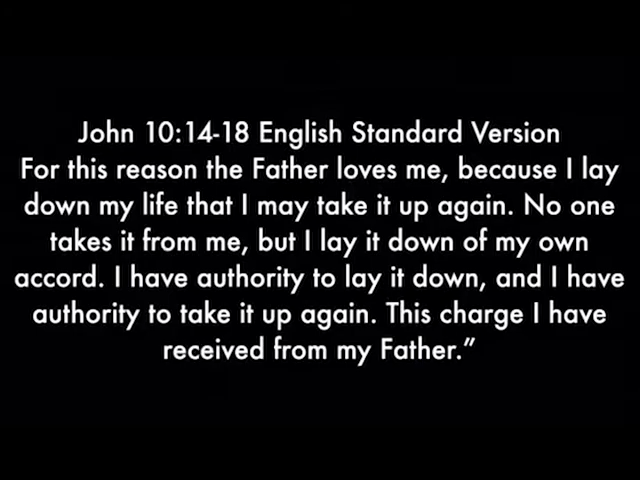 John 10:14-18 English Standard Version
For this reason the Father loves me, because I lay
down my life that I may take it up again. No one
takes it from me, but I lay it down of my own
accord. I have authority to lay it down, and I have
authority to take it up again. This charge I have
received from my Father.”